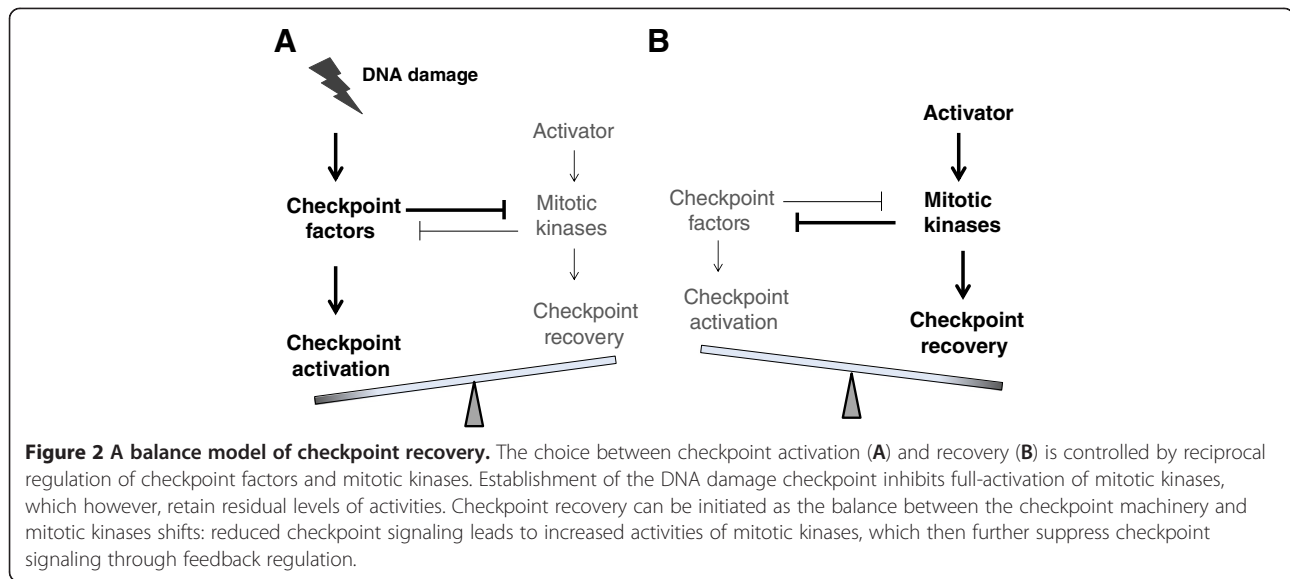 A
B
DNA damage
Activator
Checkpoint
factors
Mitotic
kinases
Checkpoint
activation
Checkpoint
recovery
Activator
Checkpoint
factors
Mitotic
kinases
Checkpoint
activation
Checkpoint
recovery
Figure 2 A balance model of checkpoint recovery. The choice between checkpoint activation (A) and recovery (B) is controlled by reciprocal
regulation of checkpoint factors and mitotic kinases. Establishment of the DNA damage checkpoint inhibits full-activation of mitotic kinases,
which however, retain residual levels of activities. Checkpoint recovery can be initiated as the balance between the checkpoint machinery and
mitotic kinases shifts: reduced checkpoint signaling leads to increased activities of mitotic kinases, which then further suppress checkpoint
signaling through feedback regulation.